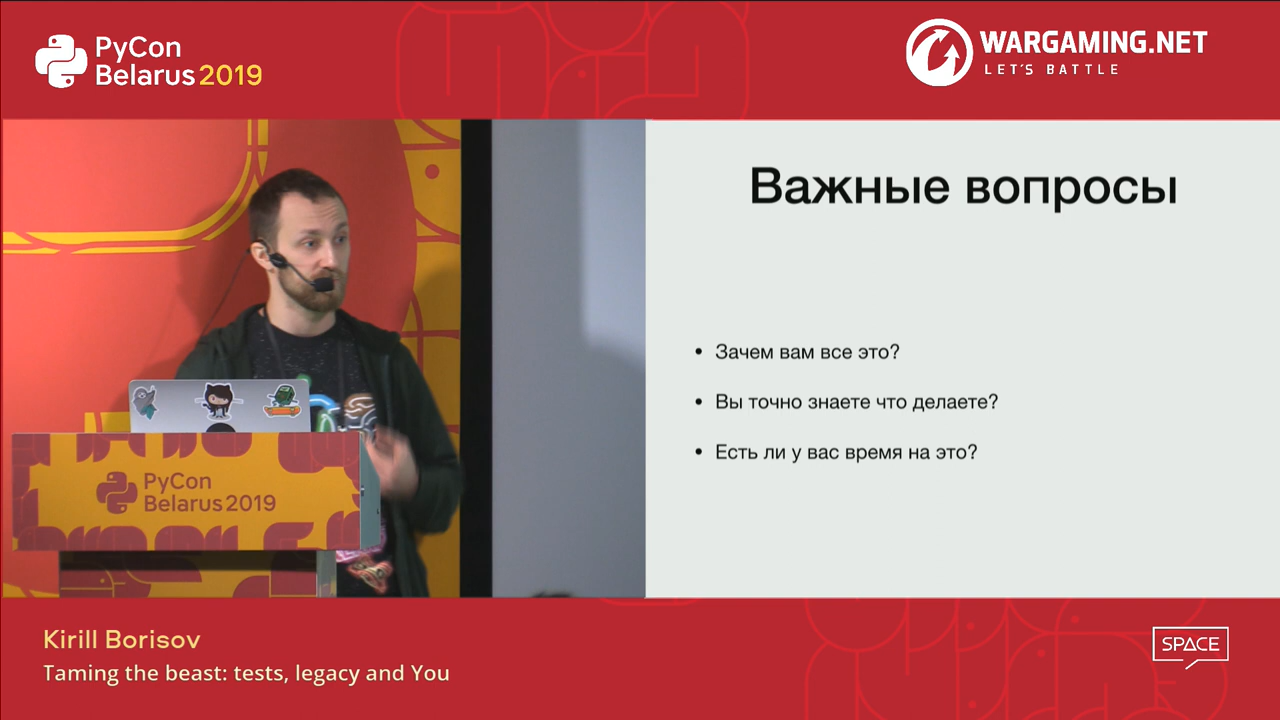 PyCon
Belarus 2019
WARGAMING.NET
LET'S BATTLE
Важные вопросы
• Зачем вам все это?
• Вы точно знаете что делаете?
• Есть ли у вас время на это?
PyCon
Belarus 2019
Kirill Borisov
Taming the beast: tests, legacy and You
SPACE